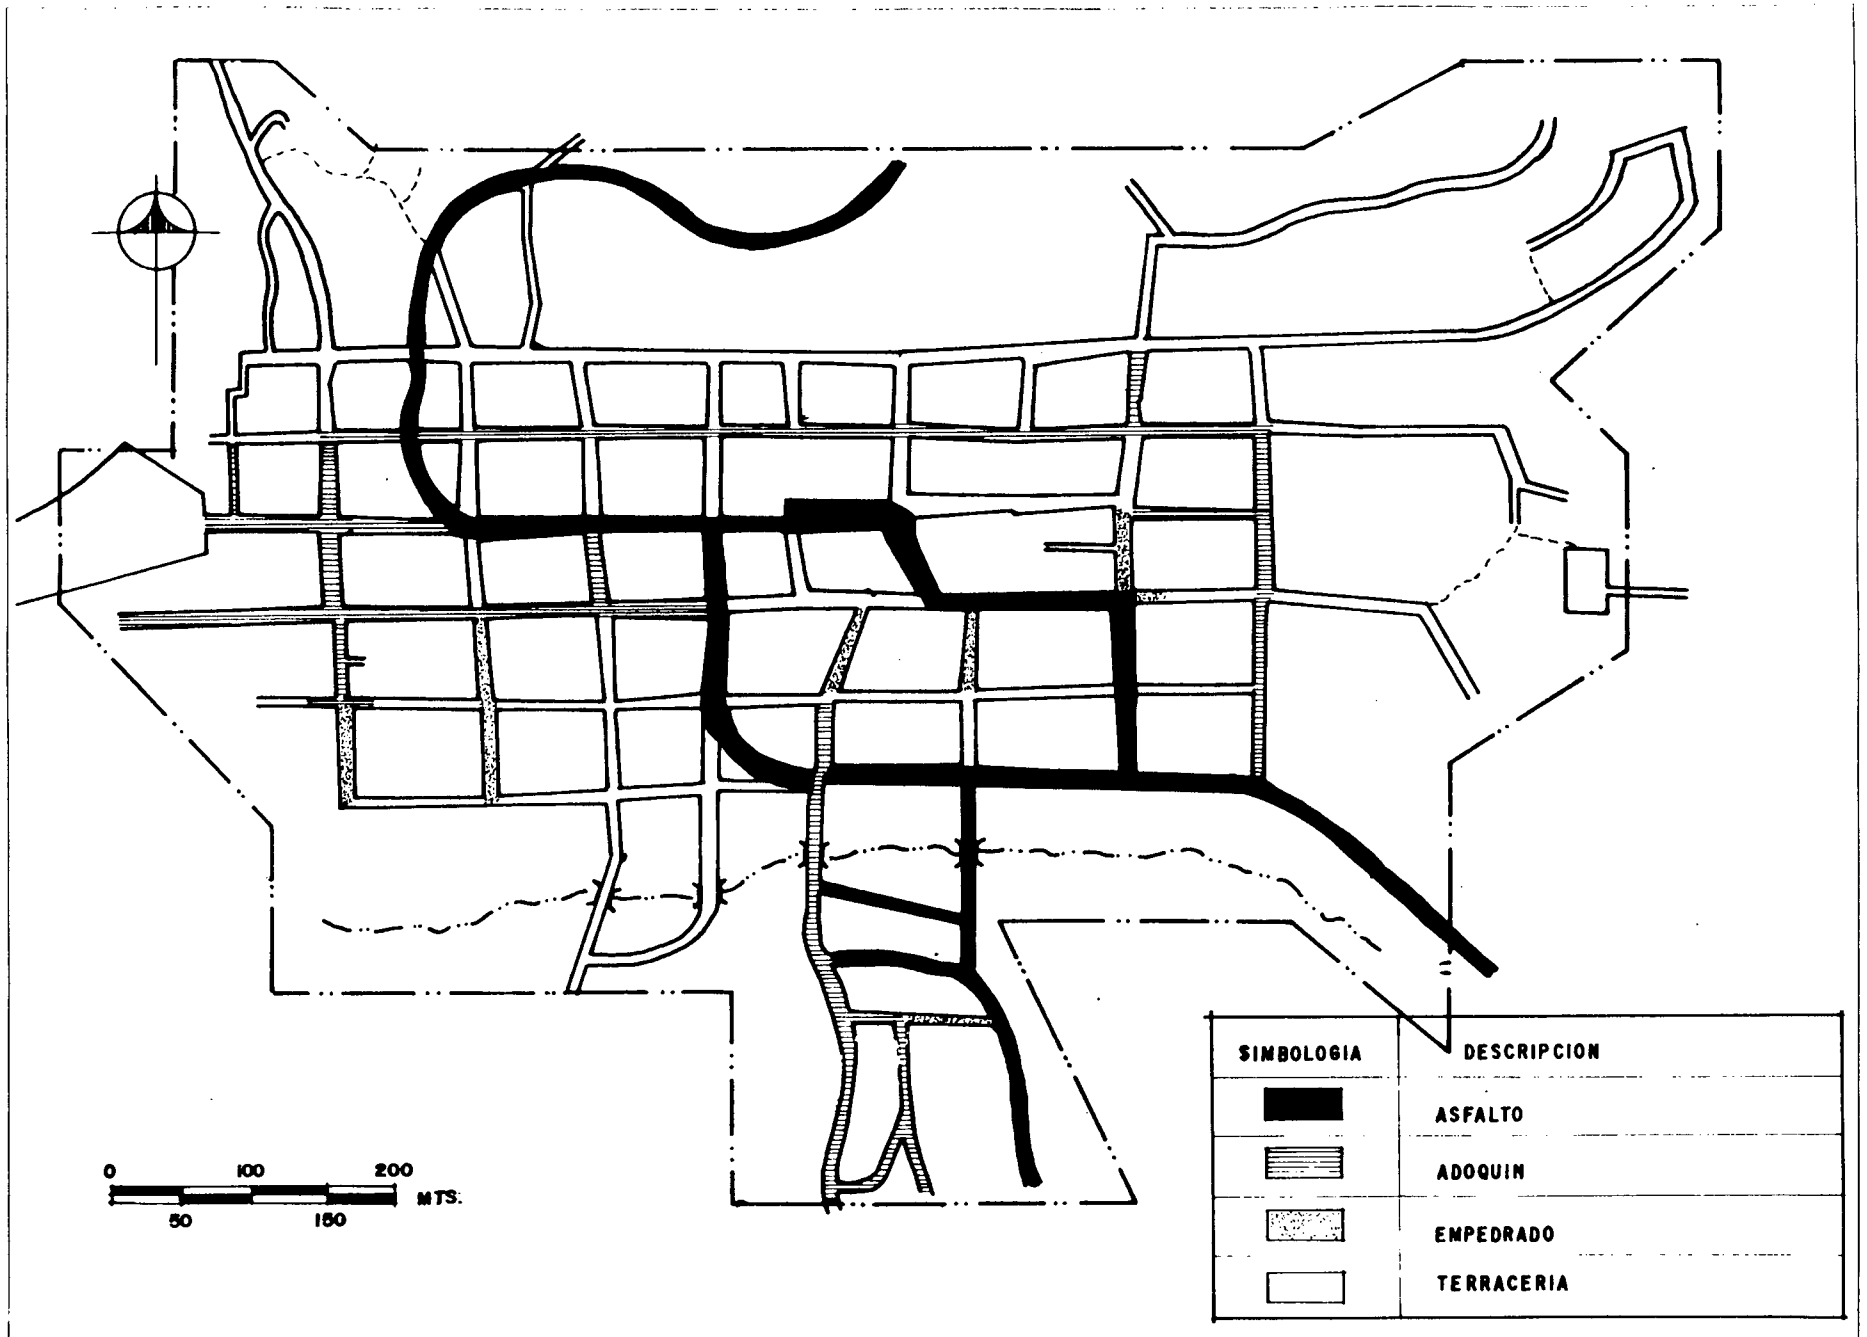 SIMBOLOGIA DESCRIPCION
ASFALTO
ADOQUIN
EMPEDRADO
TERRACERIA
0 100 200
MTS.
50 150